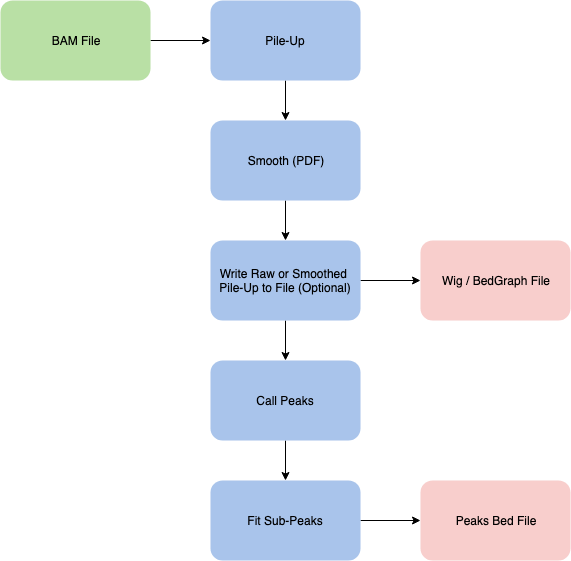 BAM File
Pile-Up
Smooth (PDF)
Write Raw or Smoothed
Pile-Up to File (Optional)
Wig / BedGraph File
Call Peaks
Fit Sub-Peaks
Peaks Bed File